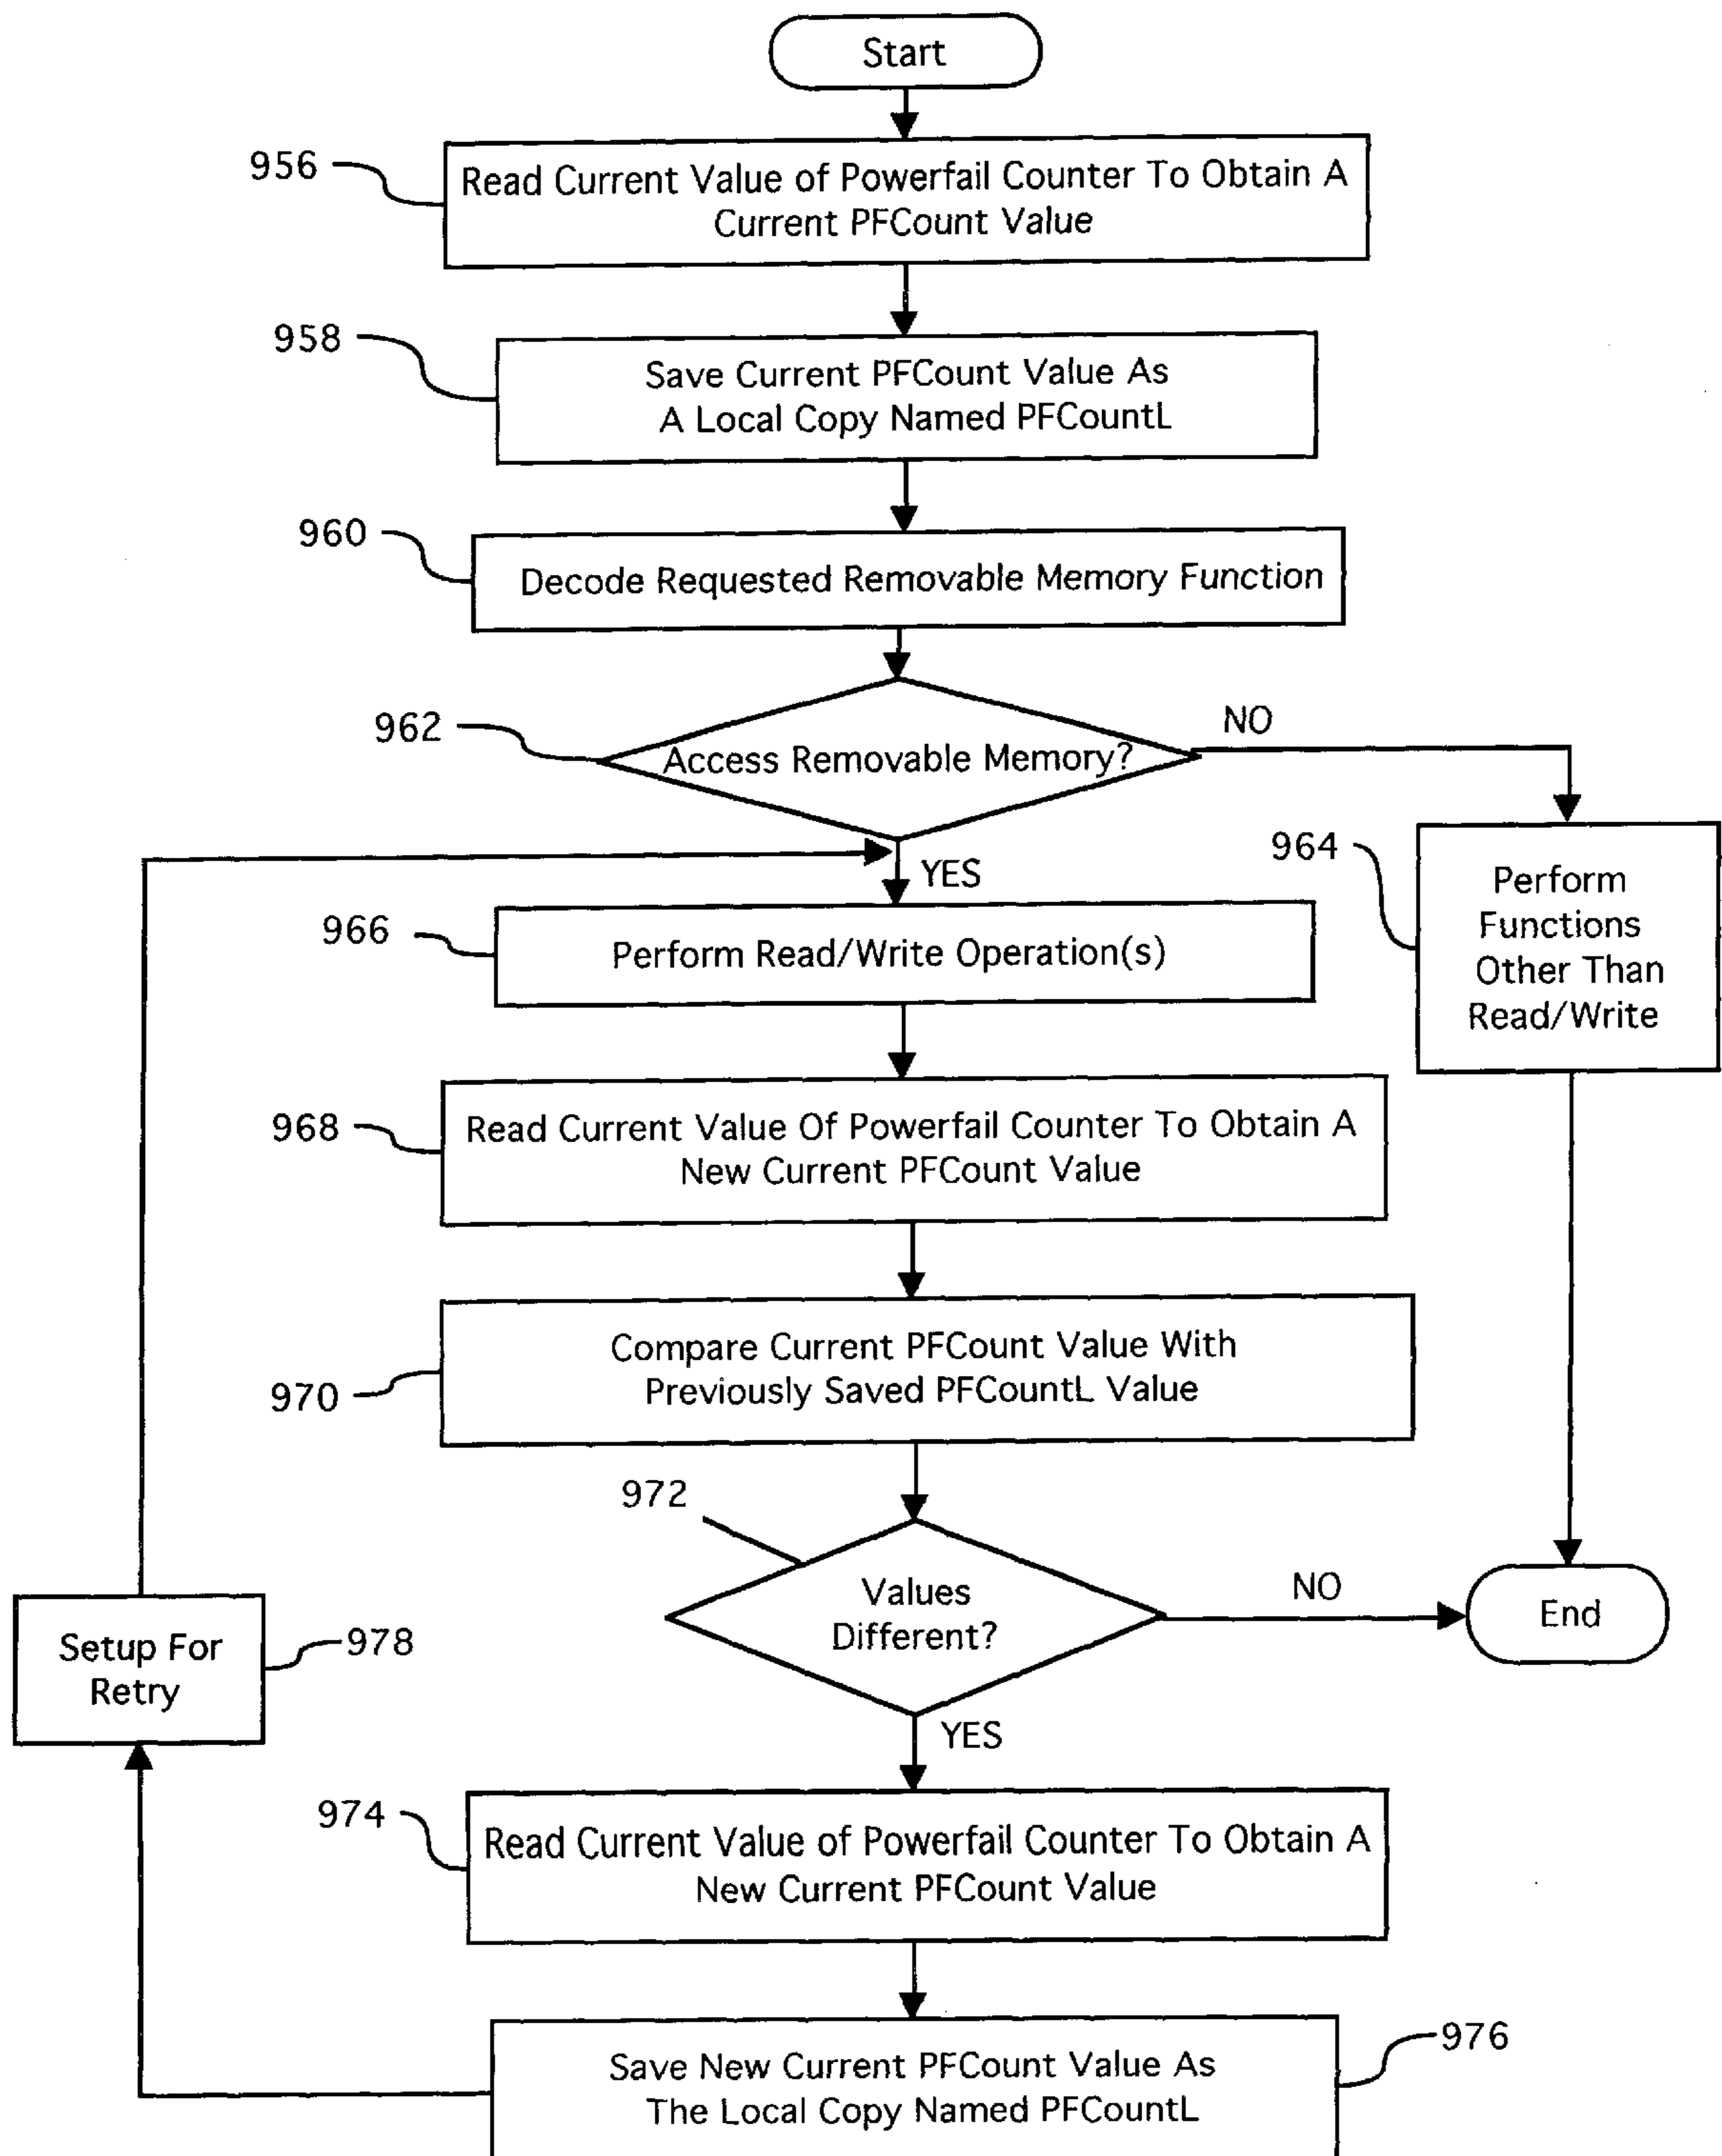 Start
956
Read Current Value of Powerfail Counter To Obtain A
Current PFCount Value
958
Save Current PFCount Value As
A Local Copy Named PFCountL
960
Decode Requested Removable Memory Function
962
Access Removable Memory?
NO
YES
964
Perform
Functions
Other Than
Read/Write
966
Perform Read/Write Operation(s)
968
Read Current Value Of Powerfail Counter To Obtain A
New Current PFCount Value
970
Compare Current PFCount Value With
Previously Saved PFCountL Value
972
Values
Different?
NO
End
YES
Setup For
Retry
978
974
Read Current Value of Powerfail Counter To Obtain A
New Current PFCount Value
976
Save New Current PFCount Value As
The Local Copy Named PFCountL